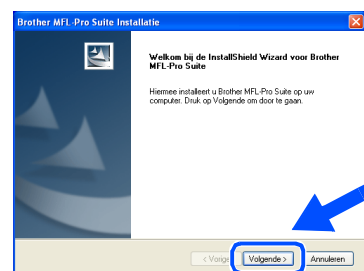 Brother MFL-Pro Suite Installatie
Welkom bij de InstallShield Wizard voor Brother
MFL-Pro Suite
Hiermee installeert u Brother MFL-Pro Suite op uw
computer. Druk op Volgende om door te gaan.
< Vorige
Volgende >
Annuleren